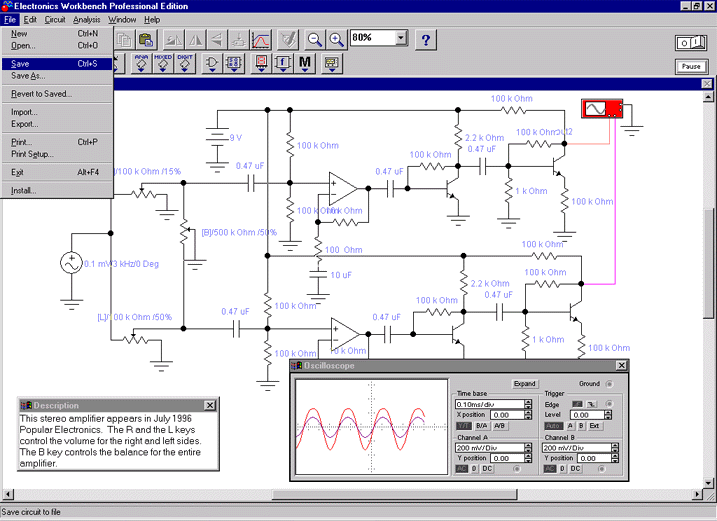 Electronics Workbench Professional Edition
File Edit Circuit Analysis Window Help
New Ctrl+N
Open... Ctrl+O
Save Ctrl+S
Save As...
Revert to Saved...
Import...
Export...
Print... Ctrl+P
Print Setup...
Exit Alt+F4
Install...
80%
?
ANA MIXED DIGIT
f M
Pause
100 k Ohm
9 V
100 k Ohm
2.2 k Ohm
100 k Ohm
0.47 uF
0.47 uF
100 k Ohm
0.47 uF
]/100 k Ohm /15%
1 k Ohm
100 k Ohm
100 k Ohm
[B]/500 k Ohm /50%
100 Ohm
100 k Ohm
0.1 mV/3 kHz/0 Deg
10 uF
2.2 k Ohm
100 k Ohm
0.47 uF
100 k Ohm
100 k Ohm
0.47 uF
0.47 uF
[L]/100 k Ohm /50%
1 k Ohm
100 k Ohm
100 k Ohm
10 k Ohm
Description
This stereo amplifier appears in July 1996
Popular Electronics. The R and the L keys
control the volume for the right and left sides.
The B key controls the balance for the entire
amplifier.
Oscilloscope
Expand
Ground
Time base
0.10ms/div
X position 0.00
Y/T B/A A/B
Trigger
Edge
Level 0.00
Auto A B Ext
Channel A
200 mV/Div
Y position 0.00
AC 0 DC
Channel B
200 mV/Div
Y position 0.00
AC 0 DC
Save circuit to file